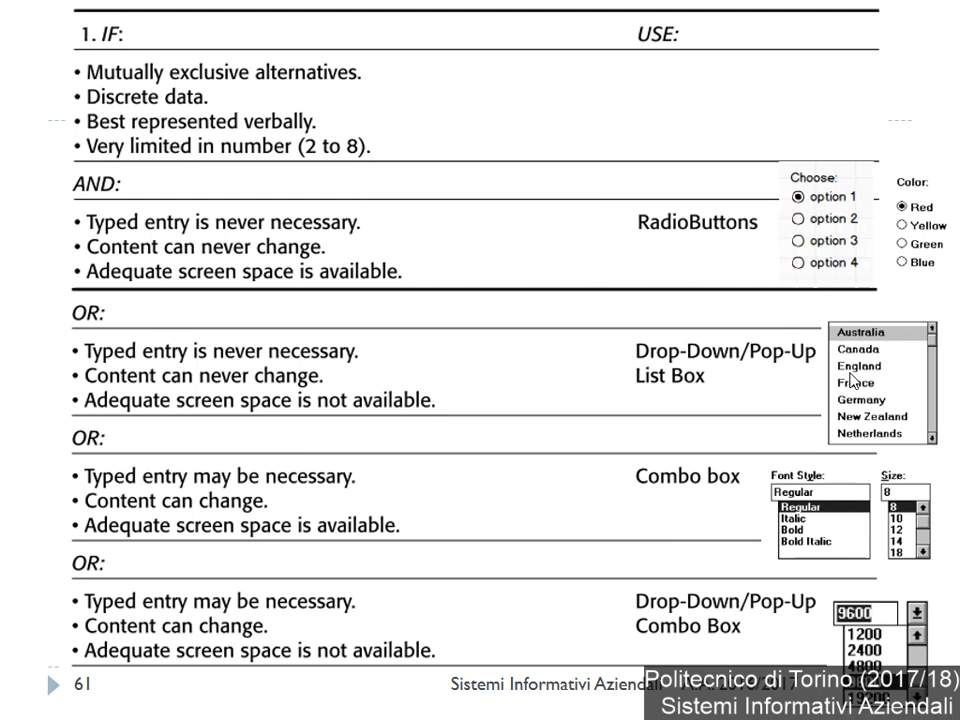 1. IF: USE:
• Mutually exclusive alternatives.
• Discrete data.
• Best represented verbally.
• Very limited in number (2 to 8).
AND:
• Typed entry is never necessary. RadioButtons
• Content can never change.
• Adequate screen space is available.
Choose:
option 1
option 2
option 3
option 4
Color:
Red
Yellow
Green
Blue
OR:
• Typed entry is never necessary. Drop-Down/Pop-Up
• Content can never change. List Box
• Adequate screen space is not available.
Australia
Canada
England
France
Germany
New Zealand
Netherlands
OR:
• Typed entry may be necessary. Combo box
• Content can change.
• Adequate screen space is available.
Font Style:
Regular
Regular
Italic
Bold
Bold Italic
Size:
8
8
10
12
14
18
OR:
• Typed entry may be necessary. Drop-Down/Pop-Up
• Content can change. Combo Box
• Adequate screen space is not available.
9600
1200
2400
4800
19200
61 Sistemi Informativi Aziendali A.A. 2016/2017
Politecnico di Torino (2017/18)
Sistemi Informativi Aziendali